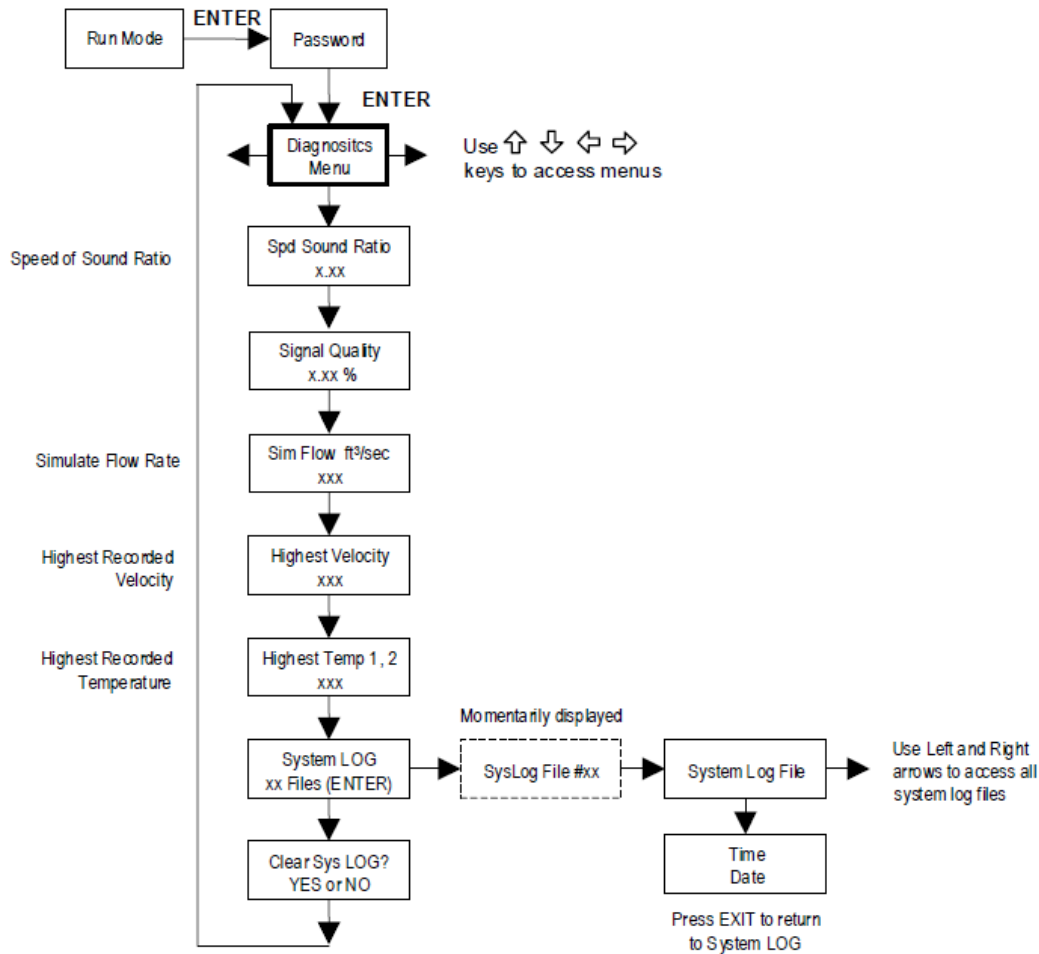 ENTER
Run Mode
Password
ENTER
Diagnositcs
Menu
Use
keys to access menus
Speed of Sound Ratio
Spd Sound Ratio
x.xx
Signal Quality
x.xx %
Simulate Flow Rate
Sim Flow ft³/sec
xxx
Highest Recorded
Velocity
Highest Velocity
xxx
Highest Recorded
Temperature
Highest Temp 1, 2
xxx
System LOG
xx Files (ENTER)
Momentarily displayed
SysLog File #xx
System Log File
Use Left and Right
arrows to access all
system log files
Clear Sys LOG?
YES or NO
Time
Date
Press EXIT to return
to System LOG